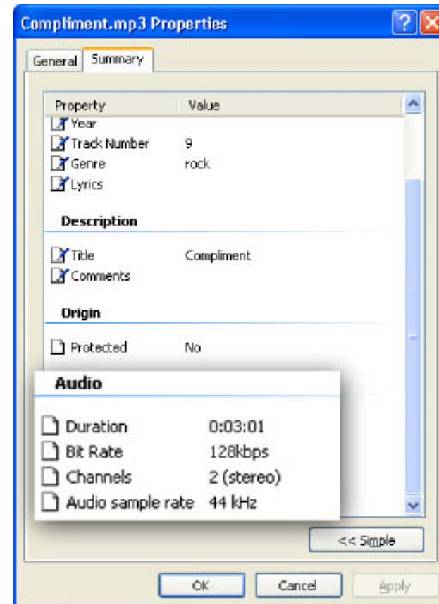 Compliment.mp3 Properties
General Summary
Property Value
Year
Track Number 9
Genre rock
Lyrics
Description
Title Compliment
Comments
Origin
Protected No
Audio
Duration 0:03:01
Bit Rate 128kbps
Channels 2 (stereo)
Audio sample rate 44 kHz
<< Simple
OK Cancel Apply